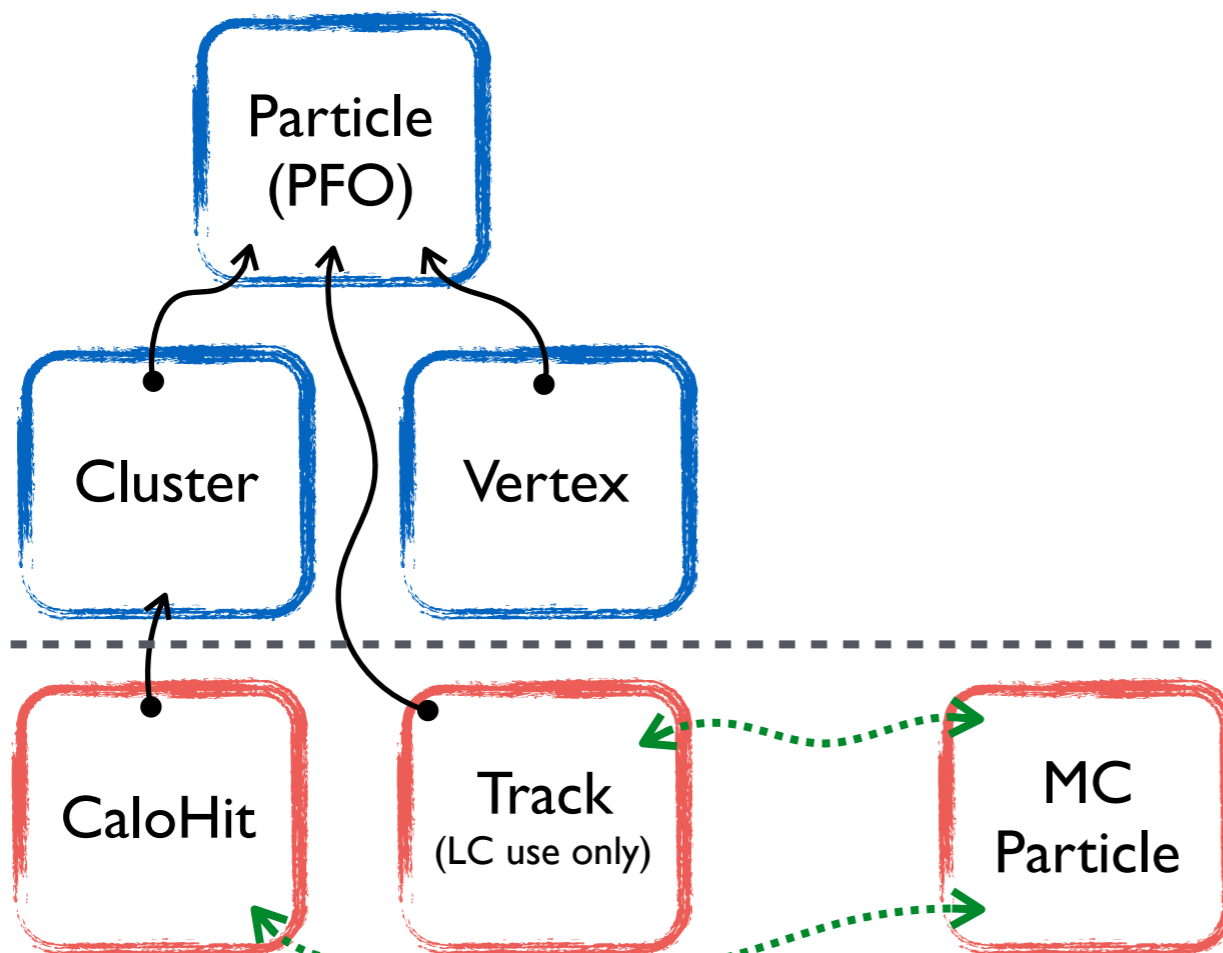 Particle
(PFO)
Cluster
Vertex
CaloHit
Track
(LC use only)
MC
Particle